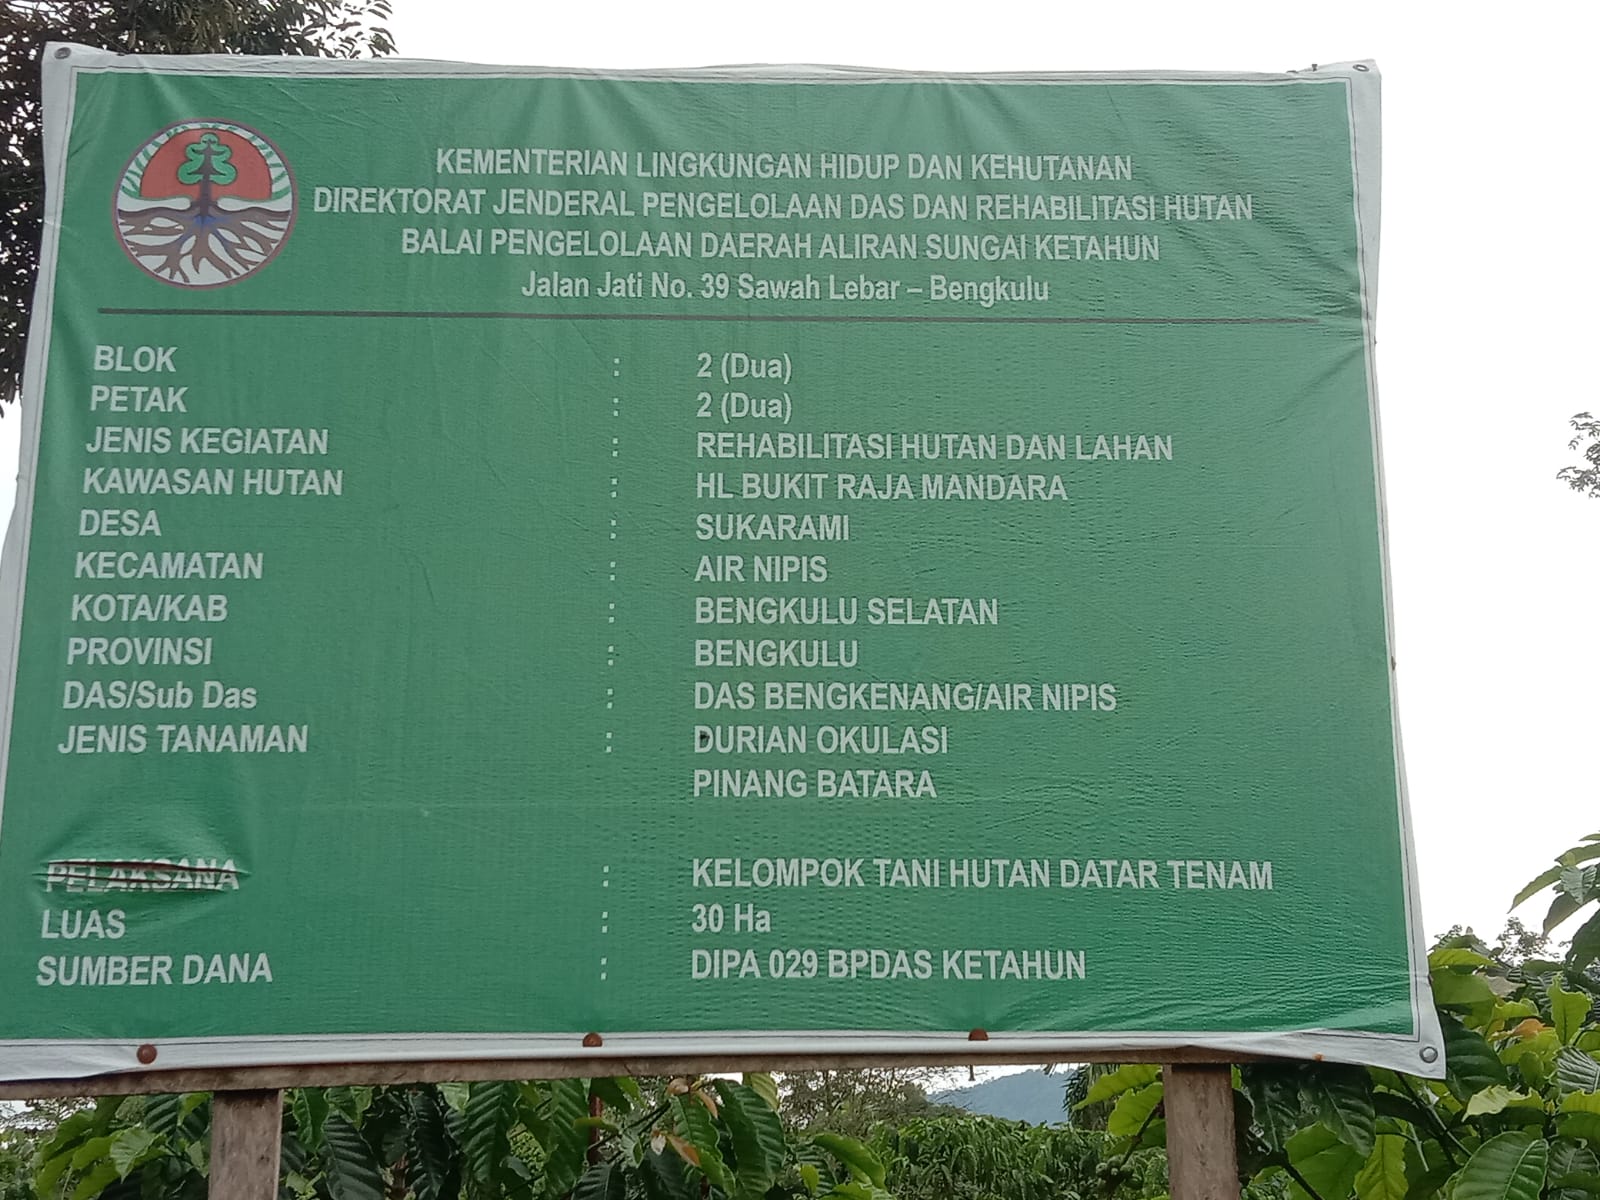 KEMENTERIAN LINGKUNGAN HIDUP DAN KEHUTANAN
DIREKTORAT JENDERAL PENGELOLAAN DAS DAN REHABILITASI HUTAN
BALAI PENGELOLAAN DAERAH ALIRAN SUNGAI KETAHUN
Jalan Jati No. 39 Sawah Lebar – Bengkulu
BLOK : 2 (Dua)
PETAK : 2 (Dua)
JENIS KEGIATAN : REHABILITASI HUTAN DAN LAHAN
KAWASAN HUTAN : HL BUKIT RAJA MANDARA
DESA : SUKARAMI
KECAMATAN : AIR NIPIS
KOTA/KAB : BENGKULU SELATAN
PROVINSI : BENGKULU
DAS/Sub Das : DAS BENGKENANG/AIR NIPIS
JENIS TANAMAN : DURIAN OKULASI
PINANG BATARA
PELAKSANA : KELOMPOK TANI HUTAN DATAR TENAM
LUAS : 30 Ha
SUMBER DANA : DIPA 029 BPDAS KETAHUN